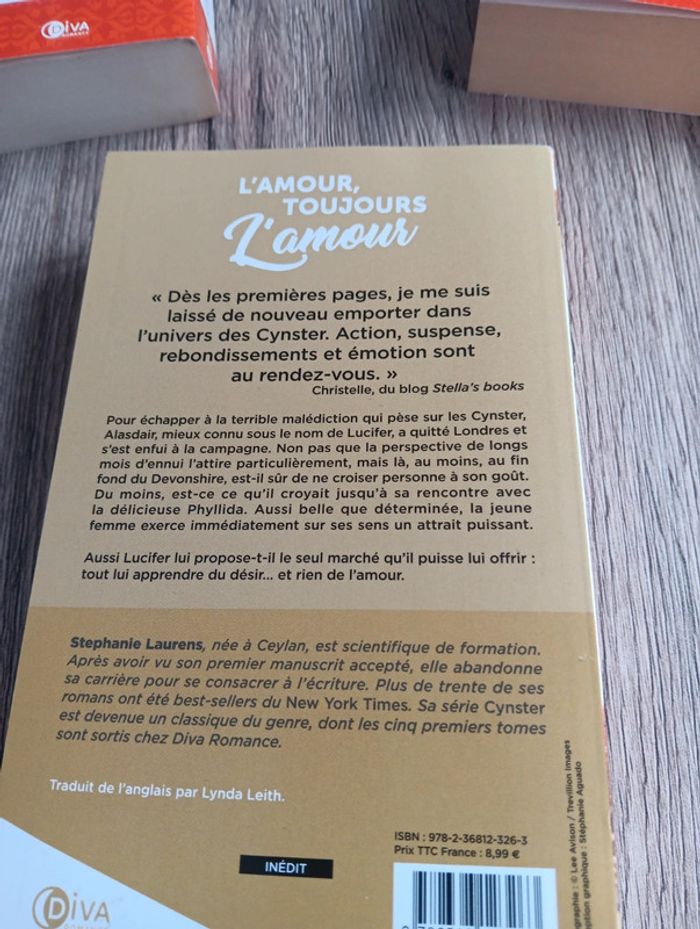 DIVA
ROMANCE
L'AMOUR,
TOUJOURS
L'amour
« Dès les premières pages, je me suis
laissé de nouveau emporter dans
l'univers des Cynster. Action, suspense,
rebondissements et émotion sont
au rendez-vous. »
Christelle, du blog Stella's books
Pour échapper à la terrible malédiction qui pèse sur les Cynster,
Alasdair, mieux connu sous le nom de Lucifer, a quitté Londres et
s'est enfui à la campagne. Non pas que la perspective de longs
mois d'ennui l'attire particulièrement, mais là, au moins, au fin
fond du Devonshire, est-il sûr de ne croiser personne à son goût.
Du moins, est-ce ce qu'il croyait jusqu'à sa rencontre avec
la délicieuse Phyllida. Aussi belle que déterminée, la jeune
femme exerce immédiatement sur ses sens un attrait puissant.
Aussi Lucifer lui propose-t-il le seul marché qu'il puisse lui offrir :
tout lui apprendre du désir... et rien de l'amour.
Stephanie Laurens, née à Ceylan, est scientifique de formation.
Après avoir vu son premier manuscrit accepté, elle abandonne
sa carrière pour se consacrer à l'écriture. Plus de trente de ses
romans ont été best-sellers du New York Times. Sa série Cynster
est devenue un classique du genre, dont les cinq premiers tomes
sont sortis chez Diva Romance.
Traduit de l'anglais par Lynda Leith.
ISBN : 978-2-36812-326-3
Prix TTC France : 8,99 €
INÉDIT
DIVA
ographie : © Lee Avison / Trevillion Images
ption graphique : Stéphanie Aguado